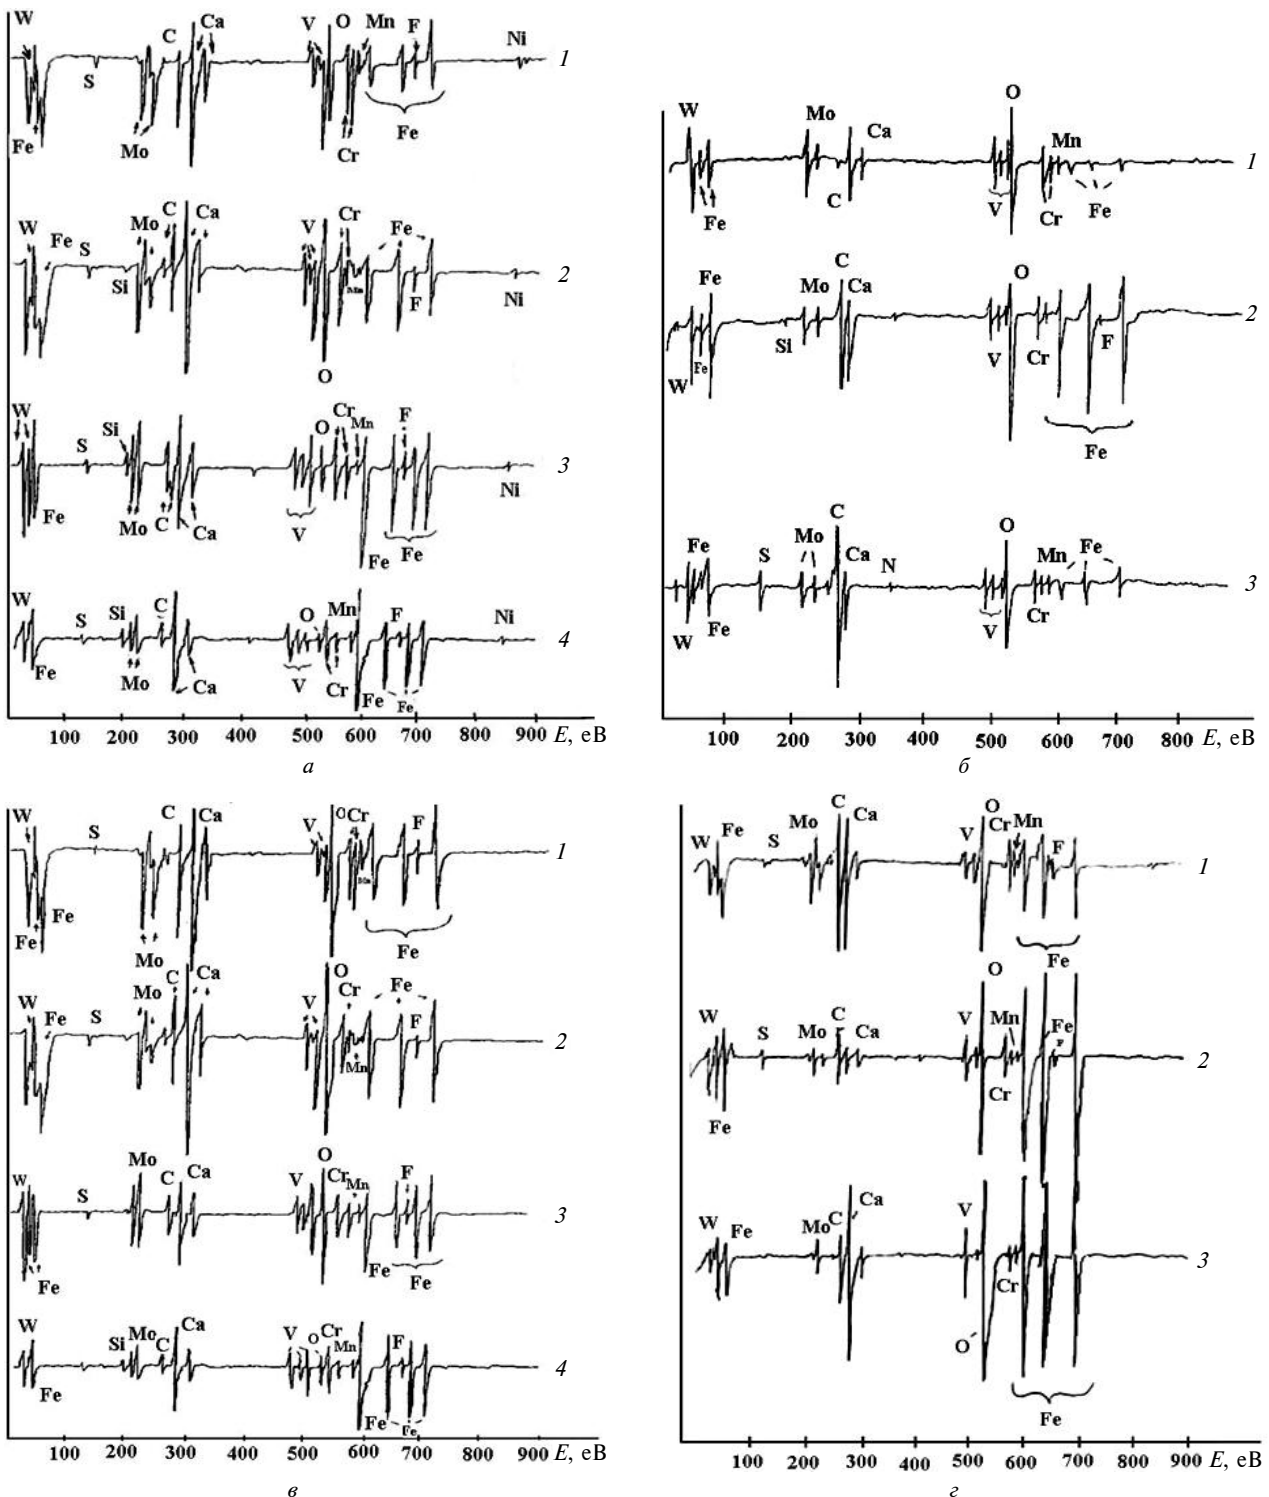 W C Ca V O Mn F Ni
S 1
Fe Mo Cr Fe
W Fe S Mo C Ca V Cr Fe
2
Si Mn F Ni
O
W Si O Cr Mn F
S 3
Ni
Fe Mo C Ca V Fe Fe
W S Si C O Mn F Ni
4
Fe Mo Ca V Cr Fe Fe
100 200 300 400 500 600 700 800 900 E, еВ
а
O
W Mo Ca Mn
1
Fe C V Cr Fe
Fe Mo C Ca O
2
W Fe Si V Cr F
Fe
C O
Fe S Mo Ca N Mn Fe
3
W Fe V Cr
100 200 300 400 500 600 700 800 E, еВ
б
W S C Ca V O Cr F
1
Mn
Fe Fe Mo Fe
W Fe S Mo C Ca V O Cr Fe
F 2
Mn
W S Mo C Ca V O Cr Mn F
3
Fe Fe Fe
W Si Mo C Ca V O Cr Mn F
4
Fe Fe Fe
100 200 300 400 500 600 700 800 900 E, еВ
в
W Fe S Mo C Ca V O Cr Mn F
1
Fe
W S Mo C Ca V O Mn Fe
F
2
Fe Cr
W Fe Mo C Ca V
3
Cr
O
Fe
100 200 300 400 500 600 700 800 900 E, еВ
г